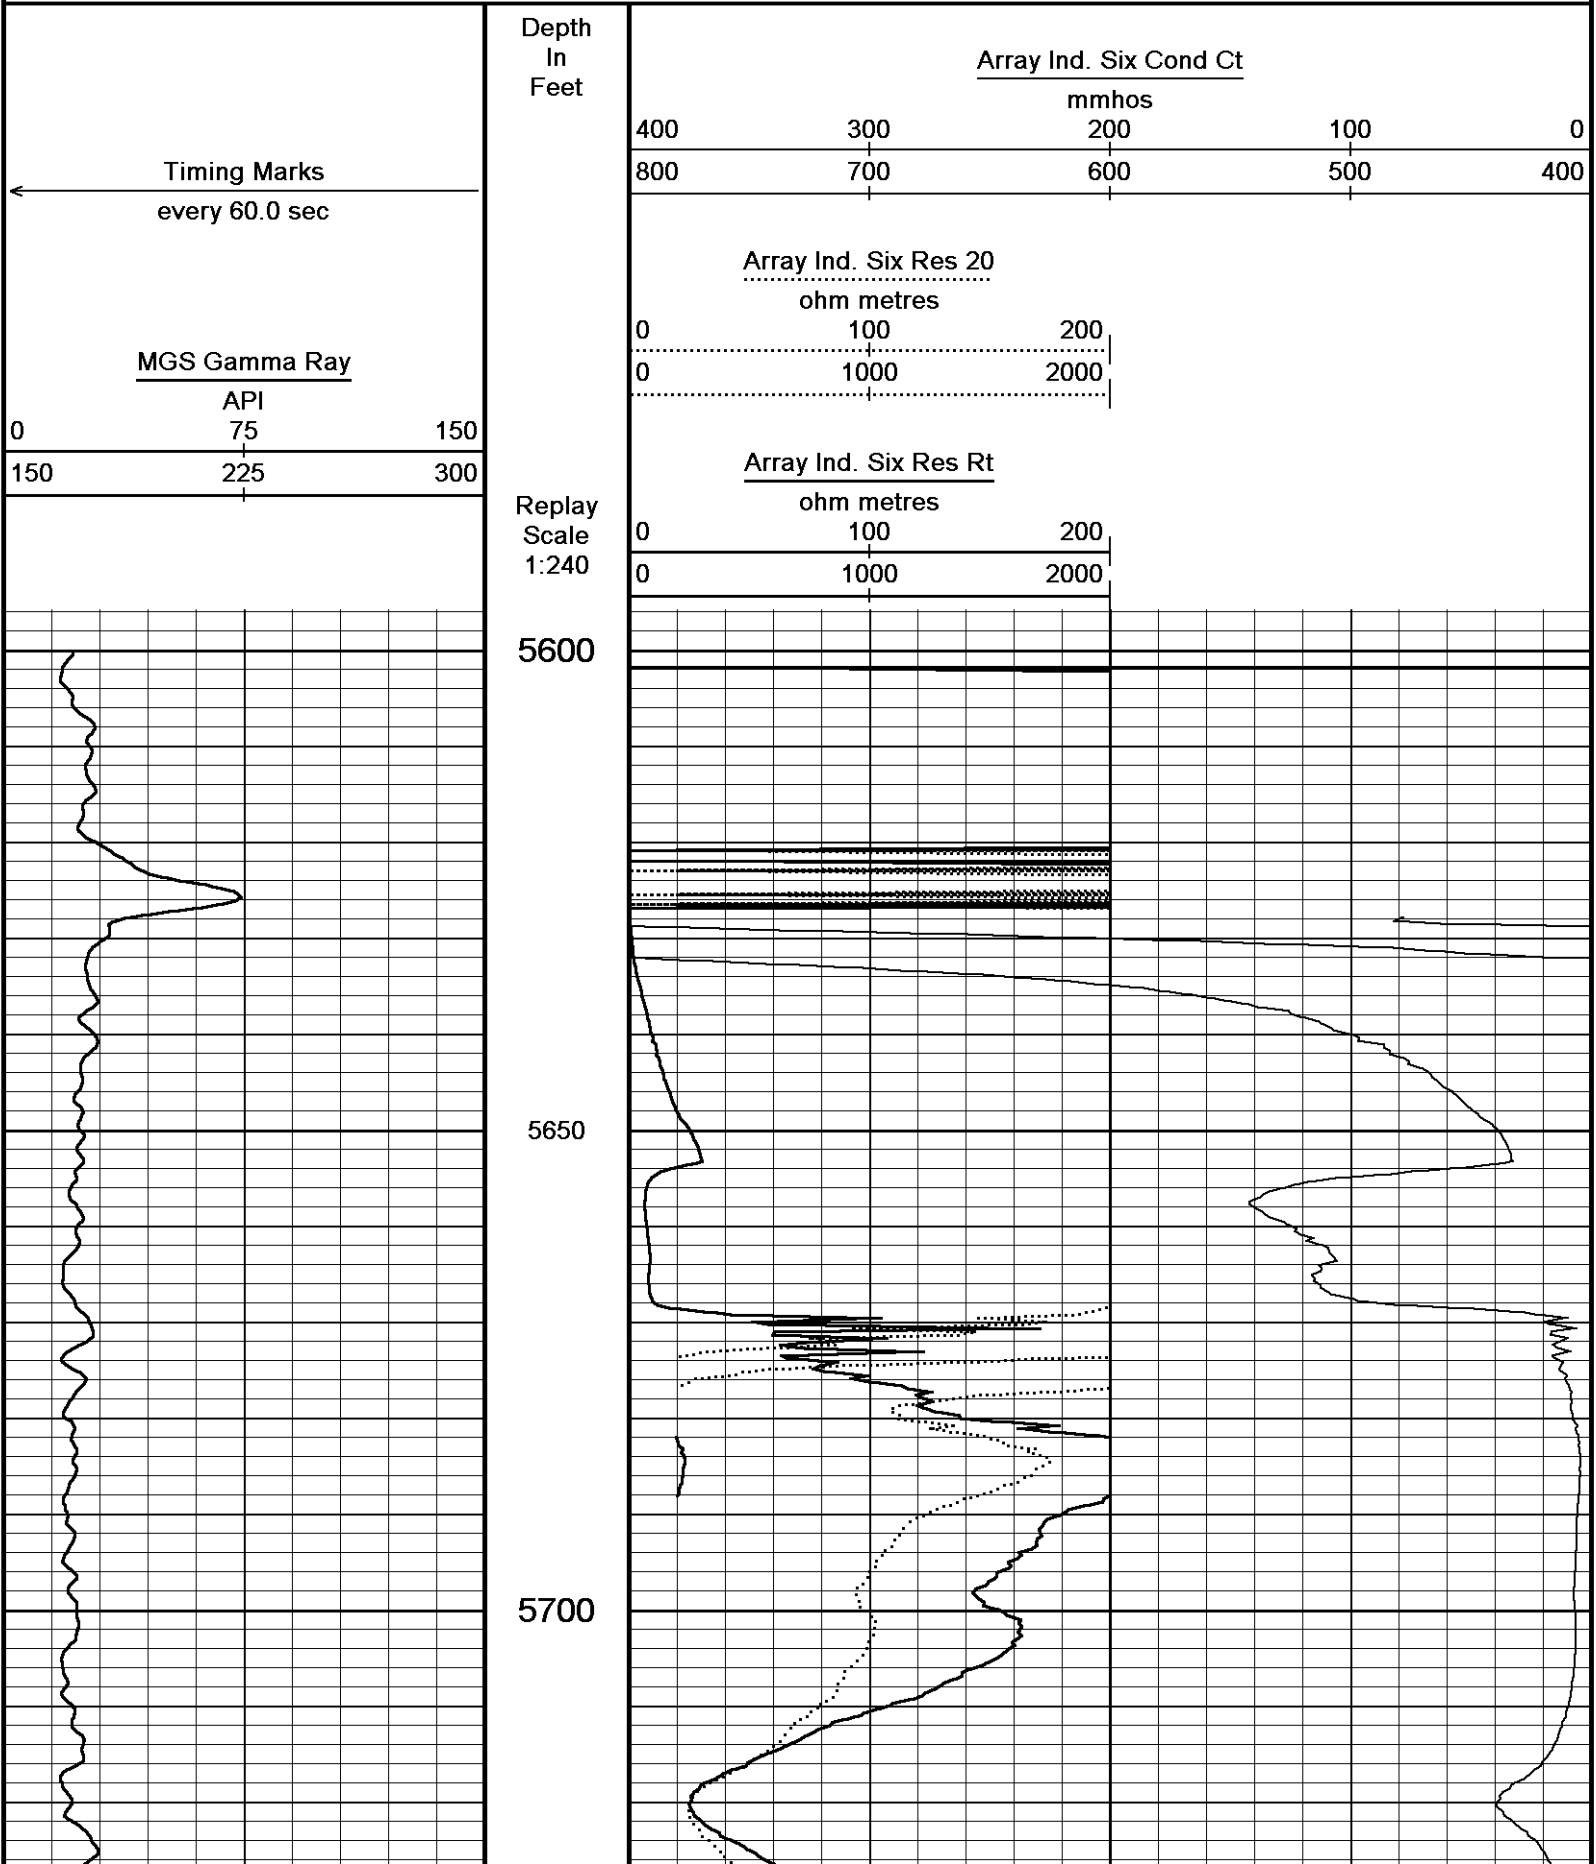 Depth
In
Feet
Array Ind. Six Cond Ct
mmhos
400 300 200 100 0
800 700 600 500 400
Timing Marks
every 60.0 sec
Array Ind. Six Res 20
ohm metres
0 100 200
0 1000 2000
MGS Gamma Ray
API
0 75 150
150 225 300
Array Ind. Six Res Rt
ohm metres
0 100 200
0 1000 2000
Replay
Scale
1:240
5600
5650
5700